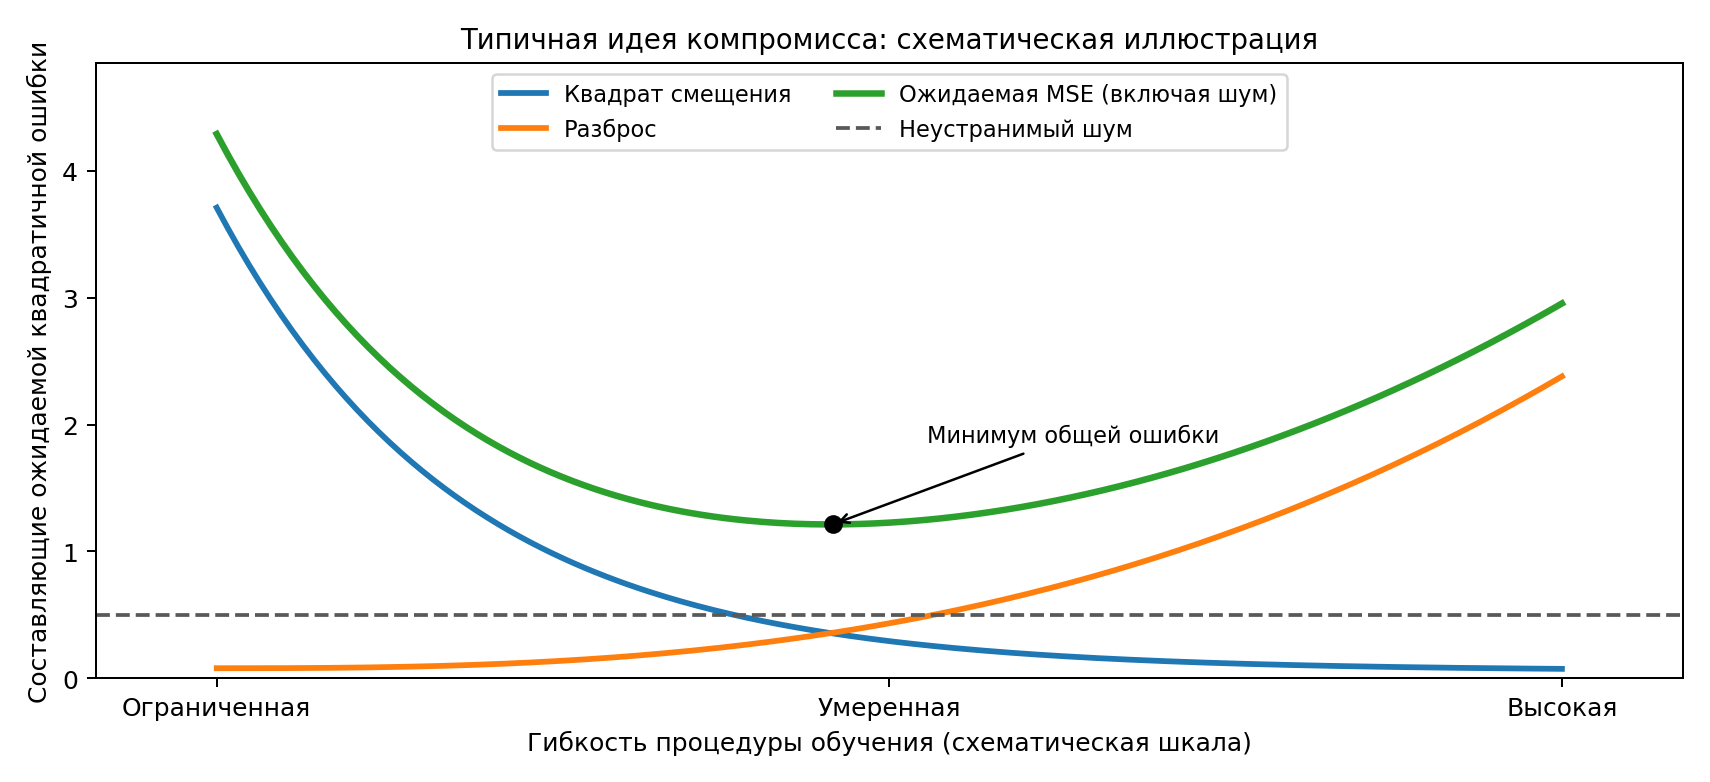 Типичная идея компромисса: схематическая иллюстрация
Квадрат смещения
Разброс
Ожидаемая MSE (включая шум)
Неустранимый шум
Составляющие ожидаемой квадратичной ошибки
4
3
2
1
0
Минимум общей ошибки
Ограниченная
Умеренная
Высокая
Гибкость процедуры обучения (схематическая шкала)